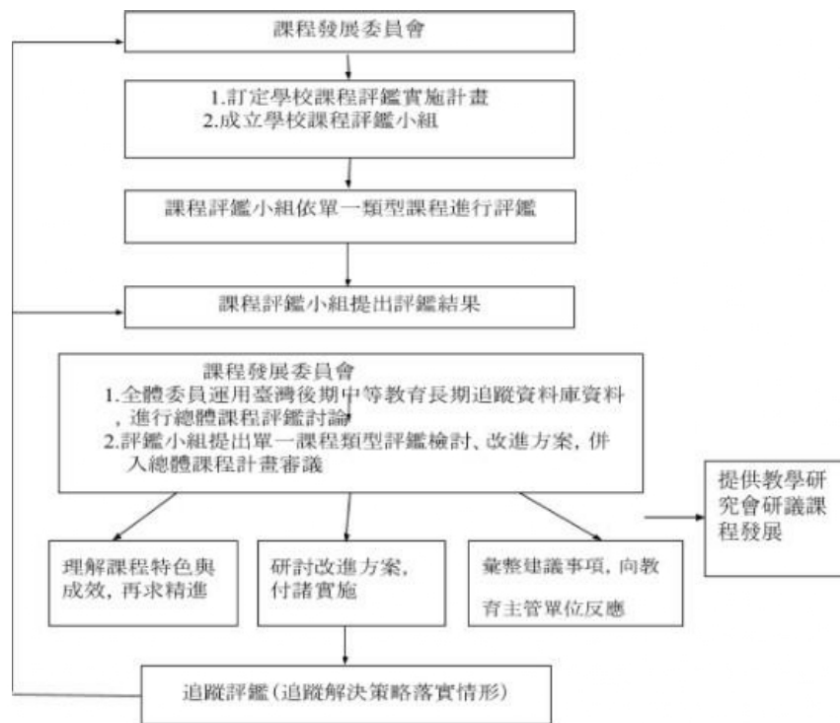 課程發展委員會
1.訂定學校課程評鑑實施計畫
2.成立學校課程評鑑小組
課程評鑑小組依單一類型課程進行評鑑
課程評鑑小組提出評鑑結果
課程發展委員會
1.全體委員運用臺灣後期中等教育長期追蹤資料庫資料
,進行總體課程評鑑討論
2.評鑑小組提出單一課程類型評鑑檢討、改進方案,併
入總體課程計畫審議
提供教學研
究會研議課
程發展
理解課程特色與
成效,再求精進
研討改進方案,
付諸實施
彙整建議事項,向教
育主管單位反應
追蹤評鑑(追蹤解決策略落實情形)